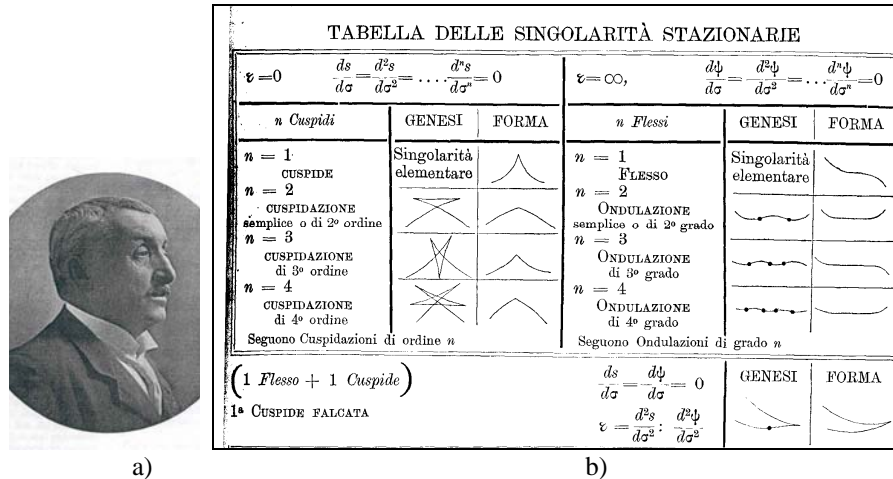 TABELLA DELLE SINGOLARITÀ STAZIONARIE
𝔯 = 0, ds/dσ = d²s/dσ² = .... dⁿs/dσⁿ = 0
𝔯 = ∞, dψ/dσ = d²ψ/dσ² = ... dⁿψ/dσⁿ = 0
n Cuspidi GENESI FORMA
n = 1 Singolarità
CUSPIDE elementare
n = 2
CUSPIDAZIONE
semplice o di 2º ordine
n = 3
CUSPIDAZIONE
di 3º ordine
n = 4
CUSPIDAZIONE
di 4º ordine
Seguono Cuspidazioni di ordine n
n Flessi GENESI FORMA
n = 1 Singolarità
FLESSO elementare
n = 2
ONDULAZIONE
semplice o di 2º grado
n = 3
ONDULAZIONE
di 3º grado
n = 4
ONDULAZIONE
di 4º grado
Seguono Ondulazioni di grado n
(1 Flesso + 1 Cuspide) ds/dσ = dψ/dσ = 0 GENESI FORMA
1ª CUSPIDE FALCATA 𝔯 = d²s/dσ² : d²ψ/dσ²
a) b)